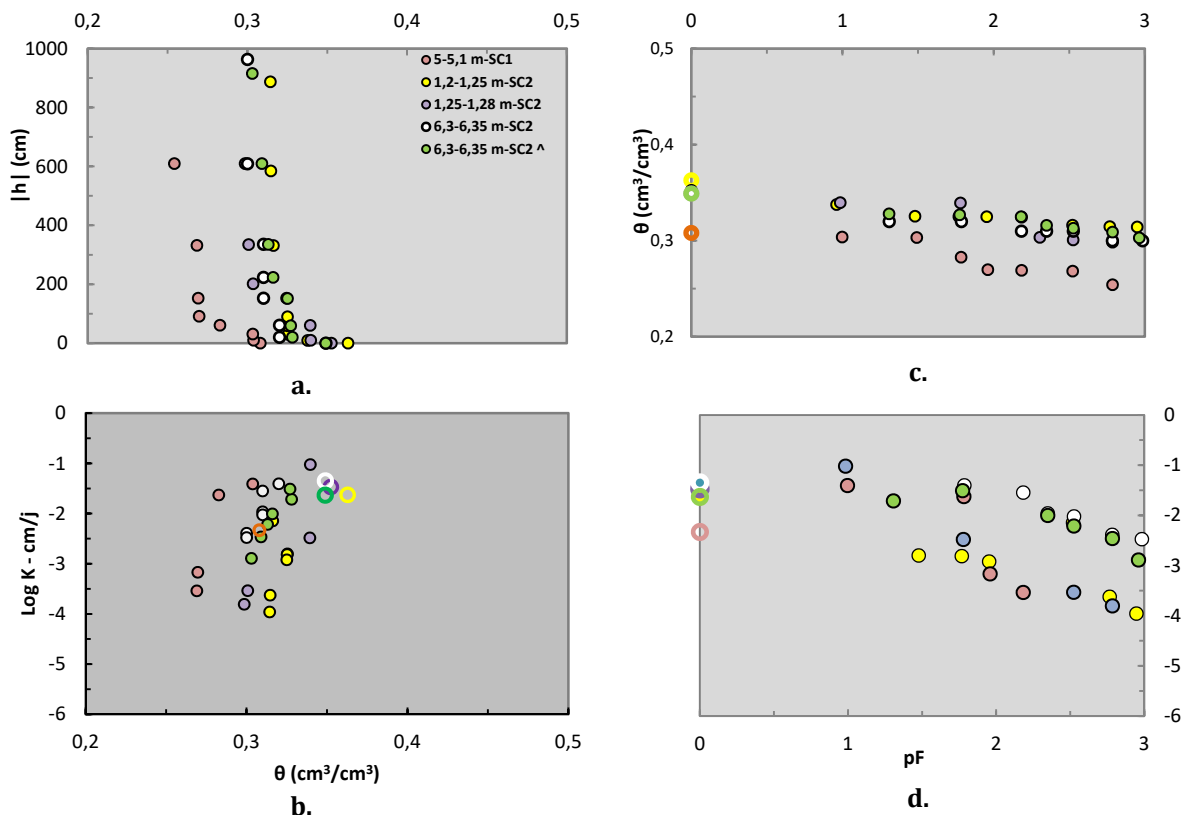 0,2 0,3 0,4 0,5
1000
800
600
400
200
0
|h| (cm)
5-5,1 m-SC1
1,2-1,25 m-SC2
1,25-1,28 m-SC2
6,3-6,35 m-SC2
6,3-6,35 m-SC2 ^
a.
0 1 2 3
0,5
0,4
0,3
0,2
θ (cm³/cm³)
c.
0
-1
-2
-3
-4
-5
-6
Log K - cm/j
0,2 0,3 0,4 0,5
θ (cm³/cm³)
b.
0
-1
-2
-3
-4
-5
-6
0 1 2 3
pF
d.